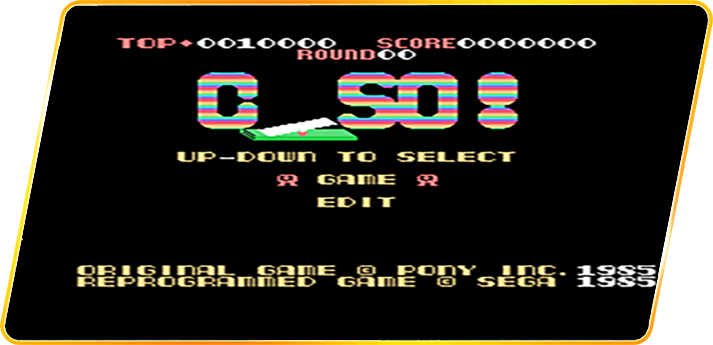 TOP◆0010000 SCORE0000000
ROUND00
C SO!
UP-DOWN TO SELECT
GAME
EDIT
ORIGINAL GAME © PONY INC. 1985
REPROGRAMMED GAME © SEGA 1985